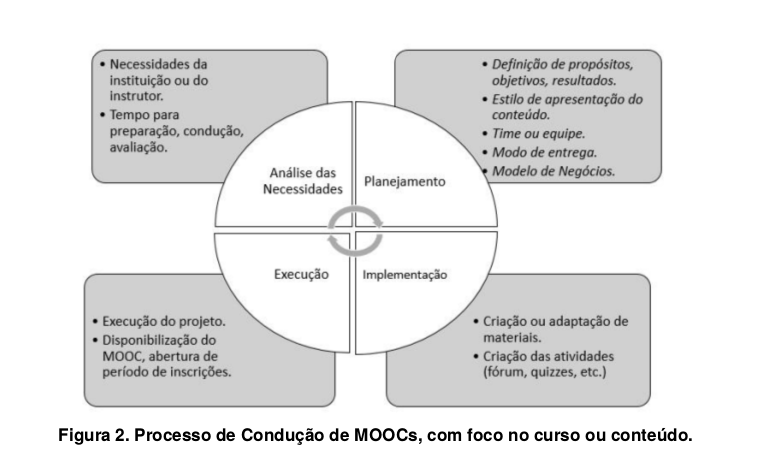 • Necessidades da
instituição ou do
instrutor.
• Tempo para
preparação, condução,
avaliação.
• Definição de propósitos,
objetivos, resultados.
• Estilo de apresentação do
conteúdo.
• Time ou equipe.
• Modo de entrega.
• Modelo de Negócios.
Análise das
Necessidades
Planejamento
Execução
Implementação
• Execução do projeto.
• Disponibilização do
MOOC, abertura de
período de inscrições.
• Criação ou adaptação de
materiais.
• Criação das atividades
(fórum, quizzes, etc.)
Figura 2. Processo de Condução de MOOCs, com foco no curso ou conteúdo.